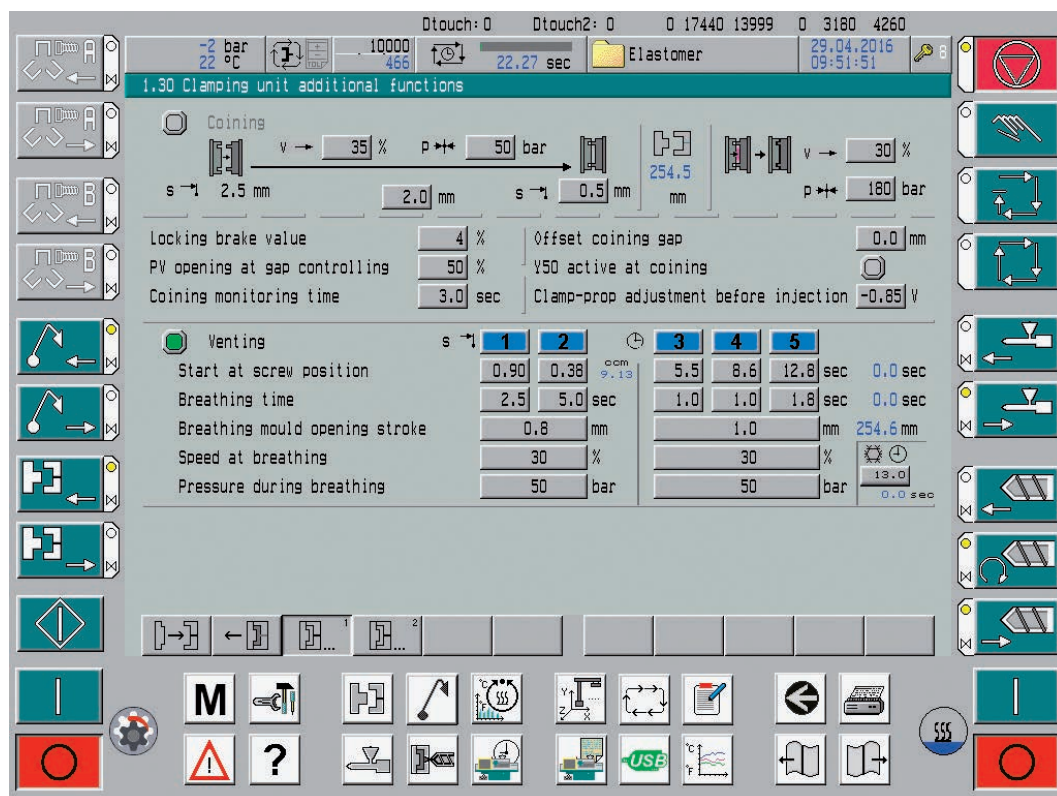 Dtouch: 0 Dtouch2: 0 0 17440 13999 0 3180 4260
A -2 bar 10000 29.04.2016 8
22 °C TOLP 466 22.27 sec Elastomer 09:51:51
1.30 Clamping unit additional functions
A Coining
v 35 % p 50 bar 254.5 v 30 %
s 2.5 mm 2.0 mm s 0.5 mm mm p 180 bar
B
Locking brake value 4 % Offset coining gap 0.0 mm
B PV opening at gap controlling 50 % Y50 active at coining
Coining monitoring time 3.0 sec Clamp-prop adjustment before injection -0.85 V
Venting s 1 2 3 4 5
Start at screw position 0.90 0.38 ccm 9.13 5.5 8.6 12.8 sec 0.0 sec
Breathing time 2.5 5.0 sec 1.0 1.0 1.8 sec 0.0 sec
Breathing mould opening stroke 0.8 mm 1.0 mm 254.6 mm
Speed at breathing 30 % 30 %
Pressure during breathing 50 bar 50 bar 13.0
0.0 sec
... 1 ... 2
M °C °F Y Z X
? USB °C °F